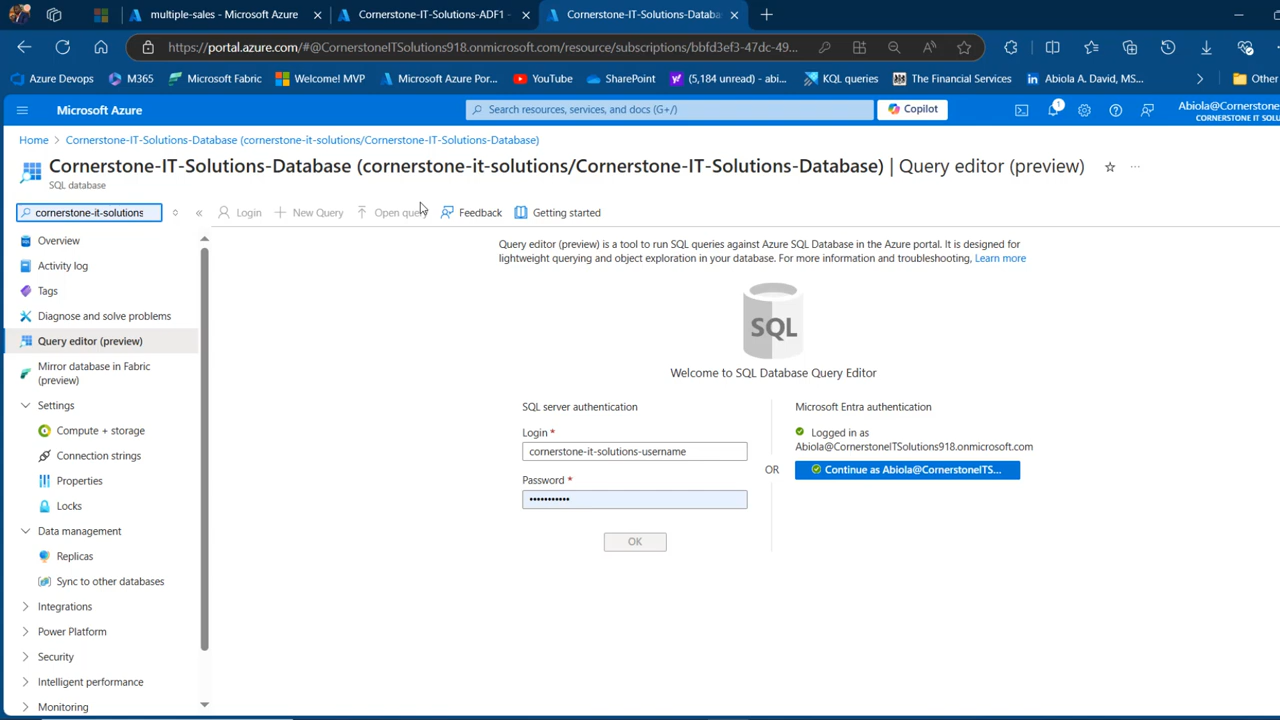 multiple-sales - Microsoft Azure
Cornerstone-IT-Solutions-ADF1 -
Cornerstone-IT-Solutions-Databa
https://portal.azure.com/#@CornerstoneITSolutions918.onmicrosoft.com/resource/subscriptions/bbfd3ef3-47dc-49...
Azure Devops
M365
Microsoft Fabric
Welcome! MVP
Microsoft Azure Por...
YouTube
SharePoint
(5,184 unread) - abi...
KQL queries
The Financial Services
Abiola A. David, MS...
Other
Microsoft Azure
Search resources, services, and docs (G+/)
Copilot
1
Abiola@Cornerstone
CORNERSTONE IT SOLU
Home
Cornerstone-IT-Solutions-Database (cornerstone-it-solutions/Cornerstone-IT-Solutions-Database)
Cornerstone-IT-Solutions-Database (cornerstone-it-solutions/Cornerstone-IT-Solutions-Database) | Query editor (preview)
SQL database
cornerstone-it-solutions
Login
New Query
Open query
Feedback
Getting started
Overview
Activity log
Tags
Diagnose and solve problems
Query editor (preview)
Mirror database in Fabric
(preview)
Settings
Compute + storage
Connection strings
Properties
Locks
Data management
Replicas
Sync to other databases
Integrations
Power Platform
Security
Intelligent performance
Monitoring
Query editor (preview) is a tool to run SQL queries against Azure SQL Database in the Azure portal. It is designed for
lightweight querying and object exploration in your database. For more information and troubleshooting, Learn more
SQL
Welcome to SQL Database Query Editor
SQL server authentication
Login *
cornerstone-it-solutions-username
Password *
•••••••••••
OK
OR
Microsoft Entra authentication
Logged in as
Abiola@CornerstoneITSolutions918.onmicrosoft.com
Continue as Abiola@CornerstoneITS...